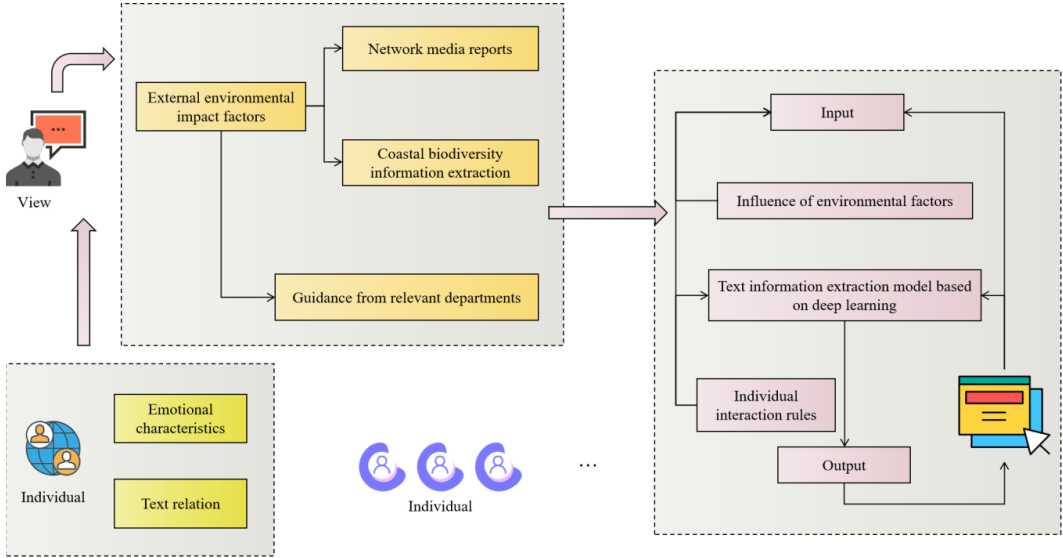 Network media reports
External environmental
impact factors
Coastal biodiversity
information extraction
Guidance from relevant departments
View
Emotional
characteristics
Text relation
Individual
Individual
...
Input
Influence of environmental factors
Text information extraction model based
on deep learning
Individual
interaction rules
Output